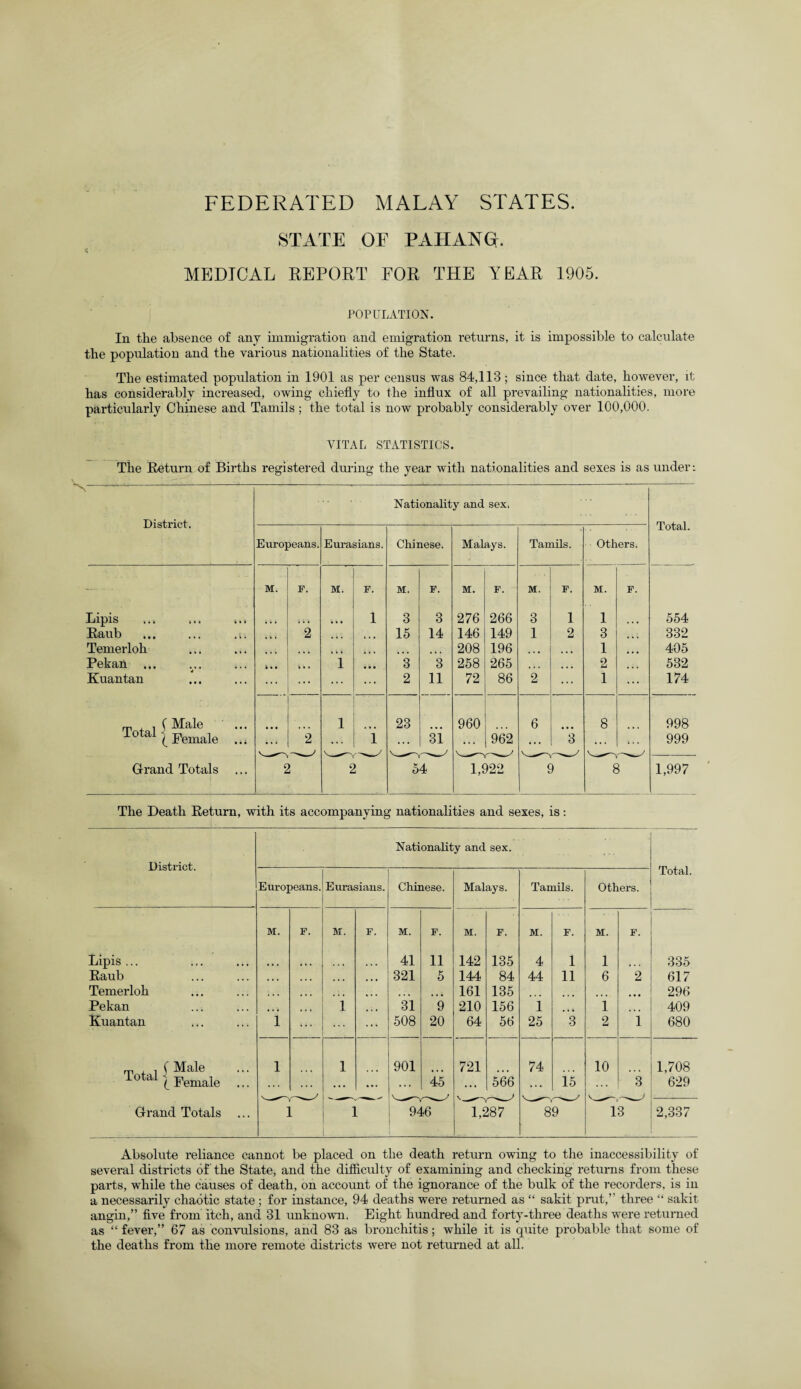 FEDERATED MALAY STATES.
STATE OF PAHANG.
MEDICAL REPORT FOR THE YEAR 1905.
POPULATION.
In the absence of any immigration and emigration returns, it is impossible to calculate
the population and the various nationalities of the State.
The estimated population in 1901 as per census was 84,113; since that date, however, it
has considerably increased, owing chiefly to the influx of all prevailing nationalities, more
particularly Chinese and Tamils; the total is now probably considerably over 100,000.
VITAL STATISTICS.
The Return of Births registered during the year with nationalities and sexes is as under:
District. Nationality and sex. Total.
Europeans. Eurasians. Chinese. Malays. Tamils. Others.
M. F. M. F. M. F. M. F. M. F. M. F.
Lipis ... ... ... ... ... ... 1 3 3 276 266 3 1 1 ... 554
Raub ... ... ... ... 2 ... ... 15 14 146 149 1 2 3 ... 332
Temerloh ... ... ... ... ... ... ... ... 208 196 ... ... 1 ... 405
Pekan ... ... ... ... ... 1 ... 3 3 258 265 ... ... 2 ... 532
Kuantan ... ... ... ... ... ... 2 11 72 86 2 ... 1 ... 174
Total { Male ... ... ... 1 ... 23 ... 960 ... 6 ... 8 ... 998
{ Female ... ... 2 ... 1 ... 31 ... 962 ... 3 ... ... 999
Grand Totals ... 2 2 54 1,922 9 8 1,997
The Death Return, with its accompanying nationalities and sexes, is:
District. Nationality and sex. Total.
Europeans. Eurasians. Chinese. Malays. Tamils. Others.
M. F. M. F. M. F. M. F. M. F. M. F.
Lipis ... ... ... ... ... ... ... 41 11 142 135 4 1 1 ... 335
Raub ... ... ... ... ... ... 321 5 144 84 44 11 6 2 617
Temerloh ... ... ... ... ... ... ... ... 161 135 ... ... ... ... 296
Pekan ... ... ... ... 1 ... 31 9 210 156 1 ... 1 ... 409
Kuantan ... ... 1 ... ... ... 508 20 64 56 25 3 2 1 680
Total { Male ... 1 ... 1 ... 901 ... 721 ... 74 ... 10 ... 1,708
{ Female ... ... ... ... ... ... 45 ... 566 ... 15 ... 3 629
Grand Totals ... 1 1 946 1,287 89 13 2,337
Absolute reliance cannot be placed on the death return owing to the inaccessibility of
several districts of the State, and the difficulty of examining and checking returns from these
parts, while the causes of death, on account of the ignorance of the bulk of the recorders, is in
a necessarily chaotic state; for instance, 94 deaths were returned as “ sakit prut,” three “ sakit
angin,” five from itch, and 31 unknown. Eight hundred and forty-three deaths were returned
as “ fever,” 67 as convulsions, and 83 as bronchitis; while it is quite probable that some of
the deaths from the more remote districts were not returned at all.